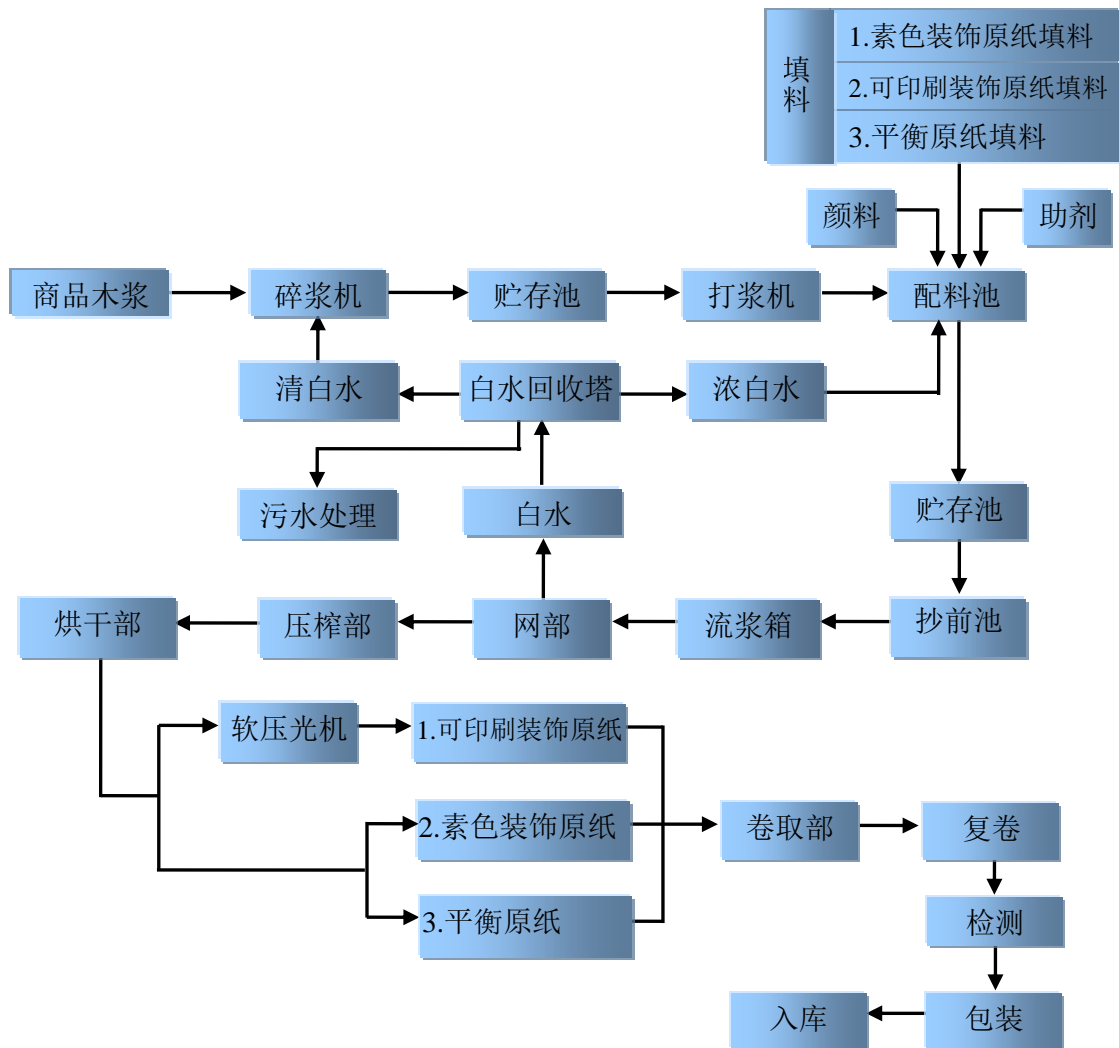 填料
1.素色装饰原纸填料
2.可印刷装饰原纸填料
3.平衡原纸填料
颜料
助剂
商品木浆
碎浆机
贮存池
打浆机
配料池
清白水
白水回收塔
浓白水
污水处理
白水
贮存池
烘干部
压榨部
网部
流浆箱
抄前池
软压光机
1.可印刷装饰原纸
2.素色装饰原纸
卷取部
复卷
3.平衡原纸
检测
入库
包装